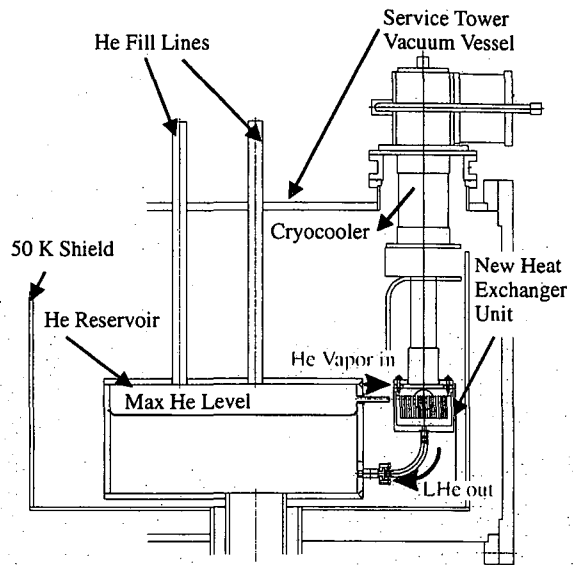 Service Tower
Vacuum Vessel
He Fill Lines
Cryocooler
50 K Shield
New Heat
Exchanger
Unit
He Reservoir
He Vapor in
Max He Level
LHe out